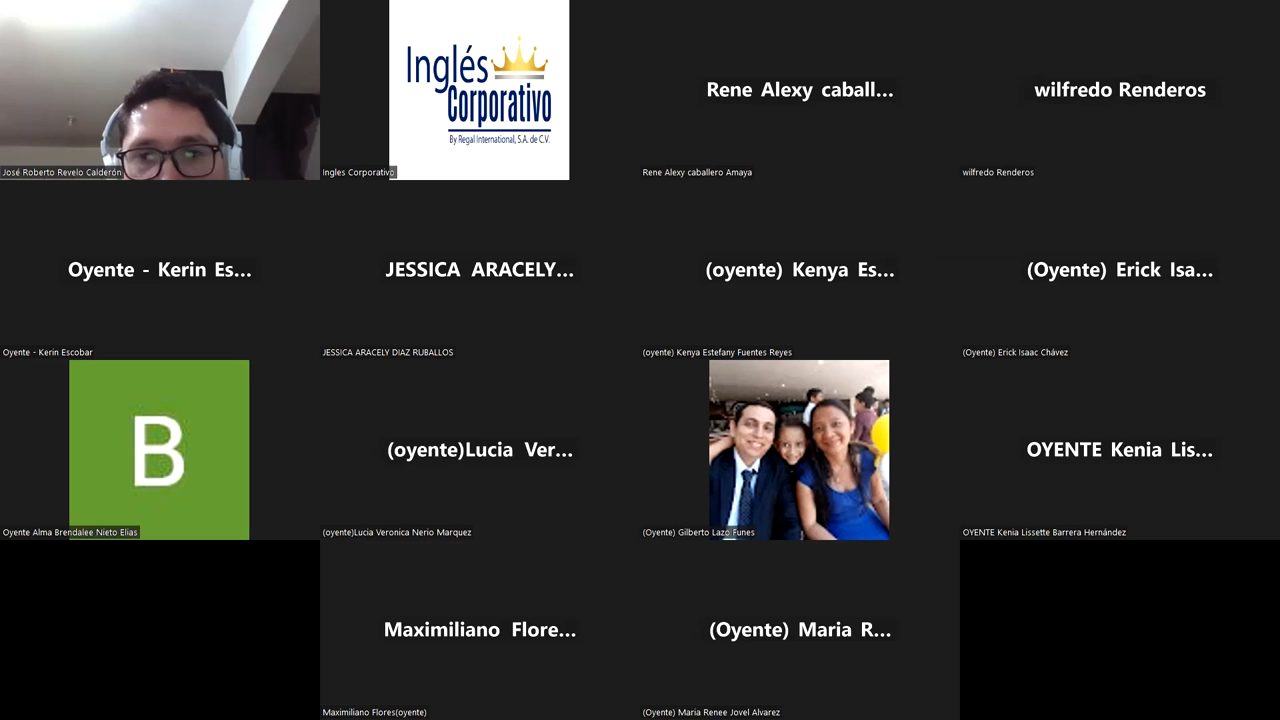 Inglés
Corporativo
By Regal International, S.A. de C.V.
Rene Alexy caball...
wilfredo Renderos
José Roberto Revelo Calderón
Ingles Corporativo
Rene Alexy caballero Amaya
wilfredo Renderos
Oyente - Kerin Es...
JESSICA ARACELY...
(oyente) Kenya Es...
(Oyente) Erick Isa...
Oyente - Kerin Escobar
JESSICA ARACELY DIAZ RUBALLOS
(oyente) Kenya Estefany Fuentes Reyes
(Oyente) Erick Isaac Chávez
B
(oyente)Lucia Ver...
OYENTE Kenia Lis...
Oyente Alma Brendalee Nieto Elias
(oyente)Lucia Veronica Nerio Marquez
(Oyente) Gilberto Lazo Funes
OYENTE Kenia Lissette Barrera Hernández
Maximiliano Flore...
(Oyente) Maria R...
Maximiliano Flores(oyente)
(Oyente) Maria Renee Jovel Alvarez